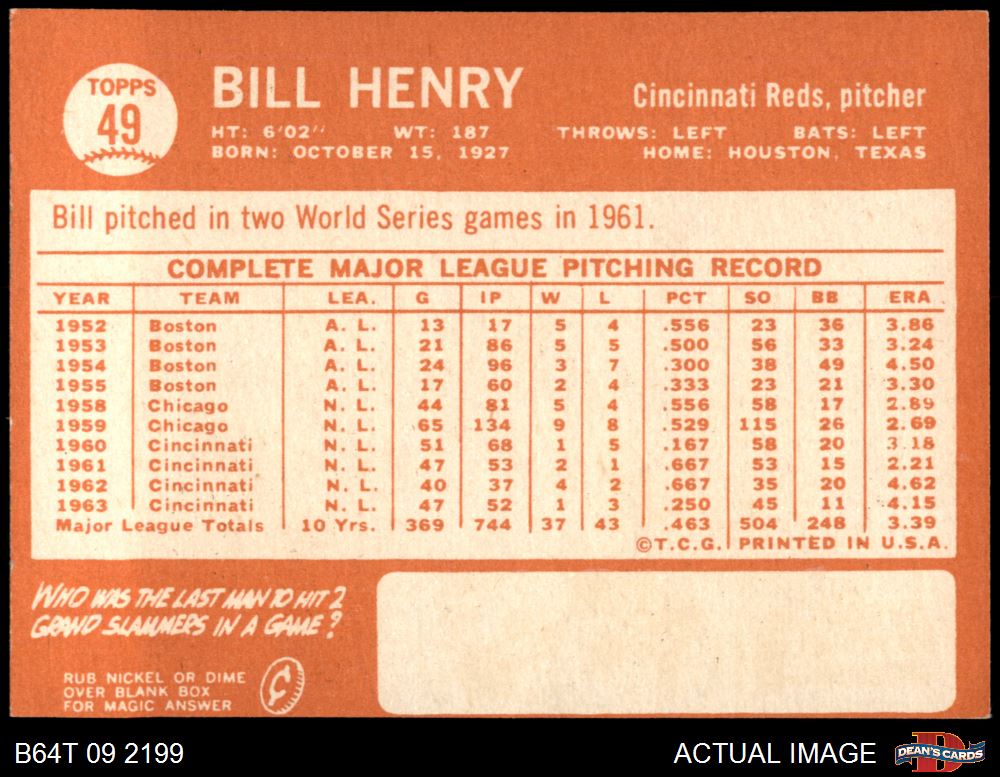 TOPPS
49
BILL HENRY
Cincinnati Reds, pitcher
HT: 6'02" WT: 187 THROWS: LEFT BATS: LEFT
BORN: OCTOBER 15, 1927 HOME: HOUSTON, TEXAS
Bill pitched in two World Series games in 1961.
COMPLETE MAJOR LEAGUE PITCHING RECORD
YEAR TEAM LEA. G IP W L PCT SO BB ERA
1952 Boston A. L. 13 17 5 4 .556 23 36 3.86
1953 Boston A. L. 21 86 5 5 .500 56 33 3.24
1954 Boston A. L. 24 96 3 7 .300 38 49 4.50
1955 Boston A. L. 17 60 2 4 .333 23 21 3.30
1958 Chicago N. L. 44 81 5 4 .556 58 17 2.89
1959 Chicago N. L. 65 134 9 8 .529 115 26 2.69
1960 Cincinnati N. L. 51 68 1 5 .167 58 20 3.18
1961 Cincinnati N. L. 47 53 2 1 .667 53 15 2.21
1962 Cincinnati N. L. 40 37 4 2 .667 35 20 4.62
1963 Cincinnati N. L. 47 52 1 3 .250 45 11 4.15
Major League Totals 10 Yrs. 369 744 37 43 .463 504 248 3.39
©T.C.G. PRINTED IN U.S.A.
WHO WAS THE LAST MAN TO HIT 2
GRAND SLAMMERS IN A GAME?
RUB NICKEL OR DIME
OVER BLANK BOX
FOR MAGIC ANSWER
¢
B64T 09 2199 ACTUAL IMAGE
D
DEAN'S CARDS